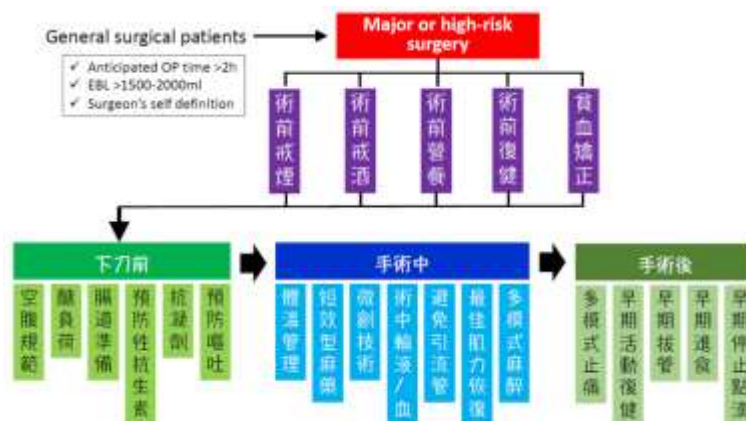 General surgical patients
Major or high-risk
surgery
✓ Anticipated OP time >2h
✓ EBL >1500-2000ml
✓ Surgeon's self definition
術前戒煙
術前戒酒
術前營養
術前復健
貧血矯正
下刀前
手術中
手術後
空腹規範
醣負荷
腸道準備
預防性抗生素
抗凝劑
預防嘔吐
體溫管理
短效型麻藥
微創技術
術中輸液/血
避免引流管
最佳肌力恢復
多模式麻醉
多模式止痛
早期活動復健
早期拔管
早期進食
早期停止點滴